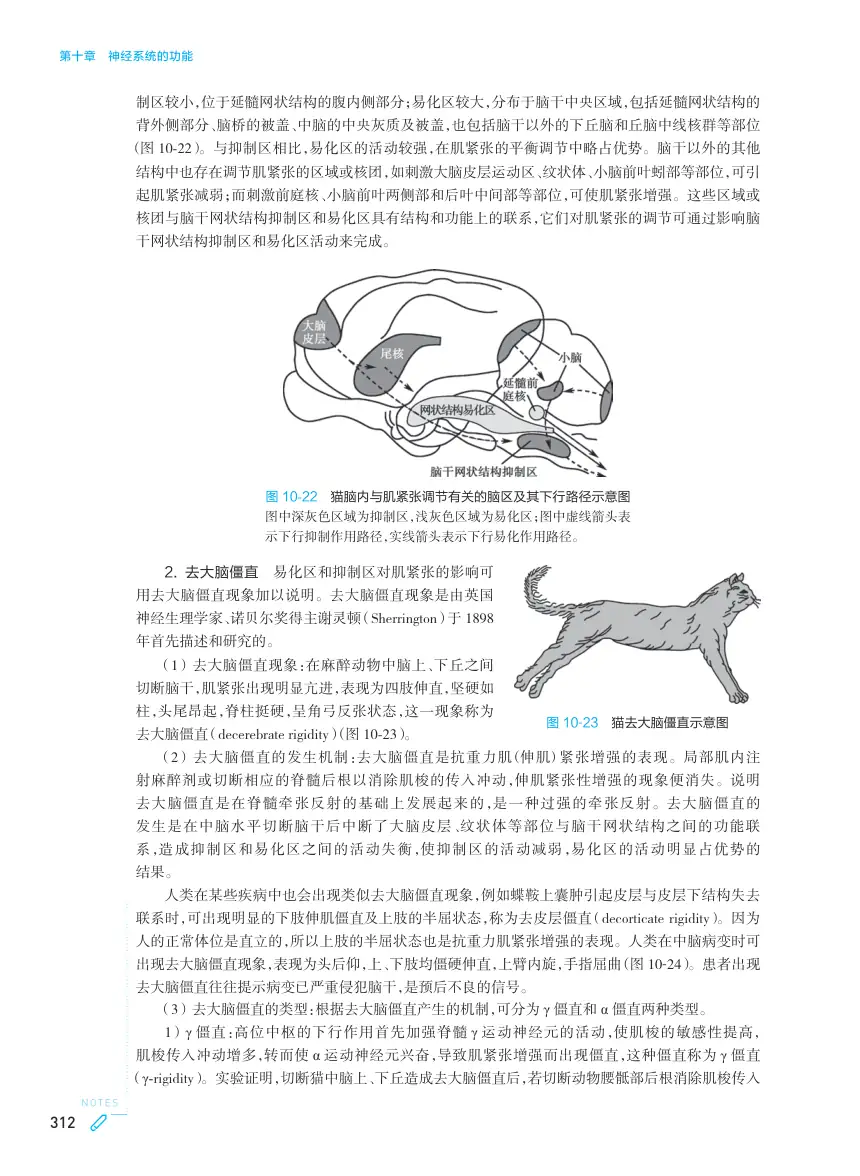 第十章 神经系统的功能
制区较小,位于延髓网状结构的腹内侧部分;易化区较大,分布于脑干中央区域,包括延髓网状结构的
背外侧部分、脑桥的被盖、中脑的中央灰质及被盖,也包括脑干以外的下丘脑和丘脑中线核群等部位
(图 10-22)。与抑制区相比,易化区的活动较强,在肌紧张的平衡调节中略占优势。脑干以外的其他
结构中也存在调节肌紧张的区域或核团,如刺激大脑皮层运动区、纹状体、小脑前叶蚓部等部位,可引
起肌紧张减弱;而刺激前庭核、小脑前叶两侧部和后叶中间部等部位,可使肌紧张增强。这些区域或
核团与脑干网状结构抑制区和易化区具有结构和功能上的联系,它们对肌紧张的调节可通过影响脑
干网状结构抑制区和易化区活动来完成。
大脑
皮层
尾核
小脑
延髓前
庭核
网状结构易化区
脑干网状结构抑制区
图 10-22 猫脑内与肌紧张调节有关的脑区及其下行路径示意图
图中深灰色区域为抑制区,浅灰色区域为易化区;图中虚线箭头表
示下行抑制作用路径,实线箭头表示下行易化作用路径。
2. 去大脑僵直 易化区和抑制区对肌紧张的影响可
用去大脑僵直现象加以说明。去大脑僵直现象是由英国
神经生理学家、诺贝尔奖得主谢灵顿(Sherrington)于 1898
年首先描述和研究的。
(1)去大脑僵直现象:在麻醉动物中脑上、下丘之间
切断脑干,肌紧张出现明显亢进,表现为四肢伸直,坚硬如
柱,头尾昂起,脊柱挺硬,呈角弓反张状态,这一现象称为
去大脑僵直(decerebrate rigidity)(图 10-23)。
图 10-23 猫去大脑僵直示意图
(2)去大脑僵直的发生机制:去大脑僵直是抗重力肌(伸肌)紧张增强的表现。局部肌内注
射麻醉剂或切断相应的脊髓后根以消除肌梭的传入冲动,伸肌紧张性增强的现象便消失。说明
去大脑僵直是在脊髓牵张反射的基础上发展起来的,是一种过强的牵张反射。去大脑僵直的
发生是在中脑水平切断脑干后中断了大脑皮层、纹状体等部位与脑干网状结构之间的功能联
系,造成抑制区和易化区之间的活动失衡,使抑制区的活动减弱,易化区的活动明显占优势的
结果。
人类在某些疾病中也会出现类似去大脑僵直现象,例如蝶鞍上囊肿引起皮层与皮层下结构失去
联系时,可出现明显的下肢伸肌僵直及上肢的半屈状态,称为去皮层僵直(decorticate rigidity)。因为
人的正常体位是直立的,所以上肢的半屈状态也是抗重力肌紧张增强的表现。人类在中脑病变时可
出现去大脑僵直现象,表现为头后仰,上、下肢均僵硬伸直,上臂内旋,手指屈曲(图 10-24)。患者出现
去大脑僵直往往提示病变已严重侵犯脑干,是预后不良的信号。
(3)去大脑僵直的类型:根据去大脑僵直产生的机制,可分为 γ 僵直和 α 僵直两种类型。
1)γ 僵直:高位中枢的下行作用首先加强脊髓 γ 运动神经元的活动,使肌梭的敏感性提高,
肌梭传入冲动增多,转而使 α 运动神经元兴奋,导致肌紧张增强而出现僵直,这种僵直称为 γ 僵直
(γ-rigidity)。实验证明,切断猫中脑上、下丘造成去大脑僵直后,若切断动物腰骶部后根消除肌梭传入
NOTES
312